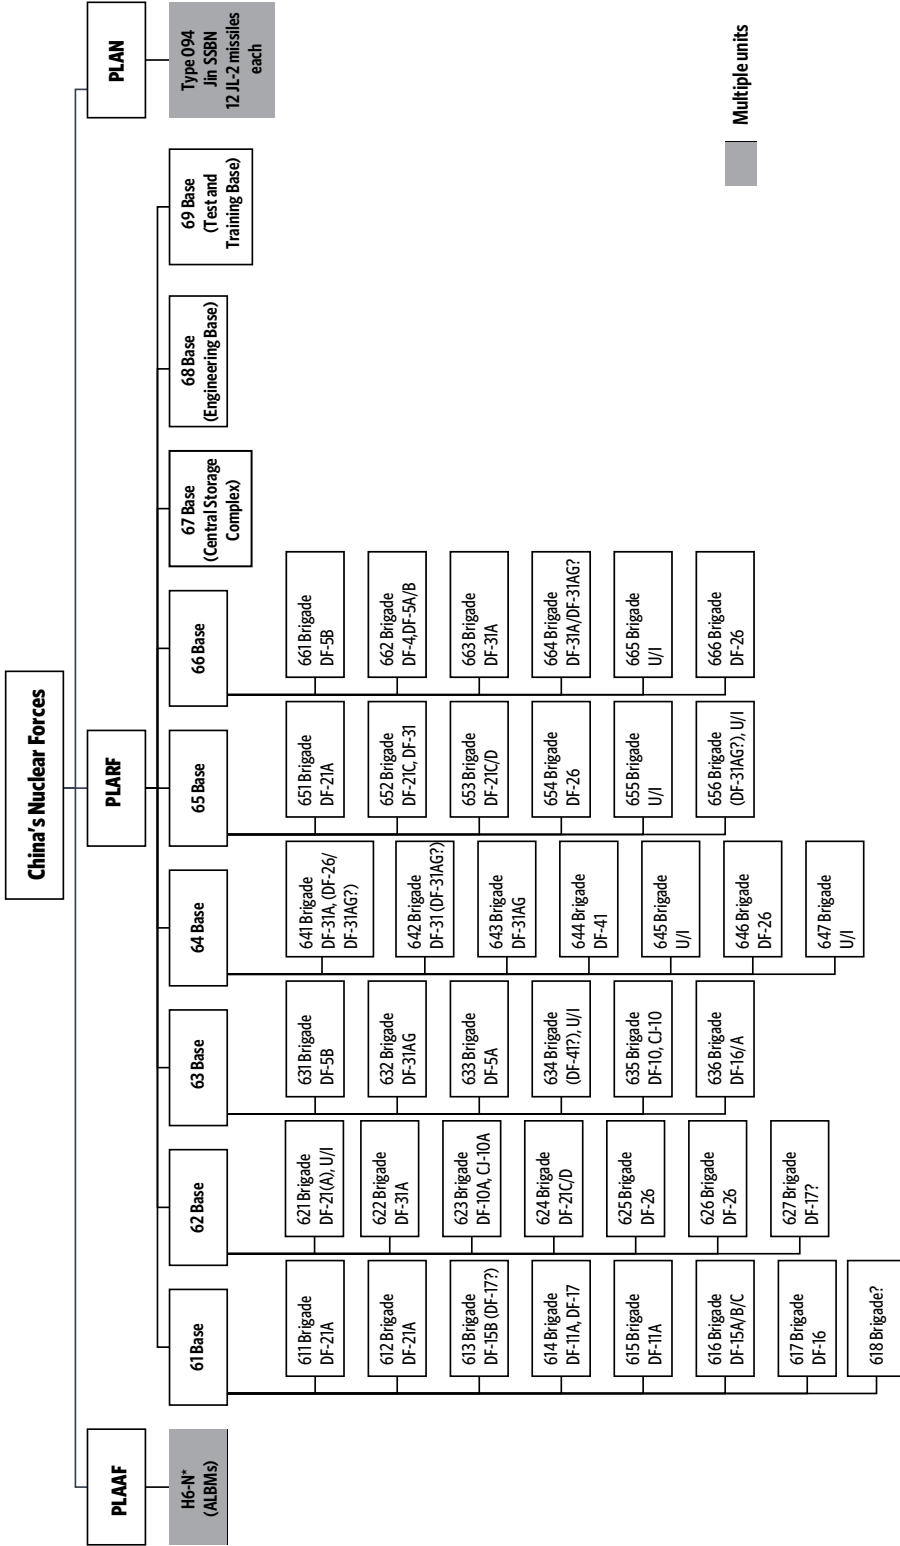 China's Nuclear Forces
PLAAF
PLARF
PLAN
H6-N*
(ALBMs)
61Base
62 Base
63 Base
64 Base
65 Base
66 Base
67 Base
(Central Storage
Complex)
68 Base
(Engineering Base)
69 Base
(Test and
Training Base)
Type 094
Jin SSBN
12 JL-2 missiles
each
611 Brigade
DF-21A
612 Brigade
DF-21A
613 Brigade
DF-15B (DF-17?)
614 Brigade
DF-11A, DF-17
615 Brigade
DF-11A
616 Brigade
DF-15A/B/C
617 Brigade
DF-16
618 Brigade?
621 Brigade
DF-21(A), U/I
622 Brigade
DF-31A
623 Brigade
DF-10A, CJ-10A
624 Brigade
DF-21C/D
625 Brigade
DF-26
626 Brigade
DF-26
627 Brigade
DF-17?
631 Brigade
DF-5B
632 Brigade
DF-31AG
633 Brigade
DF-5A
634 Brigade
(DF-41?), U/I
635 Brigade
DF-10, CJ-10
636 Brigade
DF-16/A
641 Brigade
DF-31A, (DF-26/
DF-31AG?)
642 Brigade
DF-31 (DF-31AG?)
643 Brigade
DF-31AG
644 Brigade
DF-41
645 Brigade
U/I
646 Brigade
DF-26
647 Brigade
U/I
651 Brigade
DF-21A
652 Brigade
DF-21C, DF-31
653 Brigade
DF-21C/D
654 Brigade
DF-26
655 Brigade
U/I
656 Brigade
(DF-31AG?), U/I
661 Brigade
DF-5B
662 Brigade
DF-4,DF-5A/B
663 Brigade
DF-31A
664 Brigade
DF-31A/DF-31AG?
665 Brigade
U/I
666 Brigade
DF-26
Multiple units